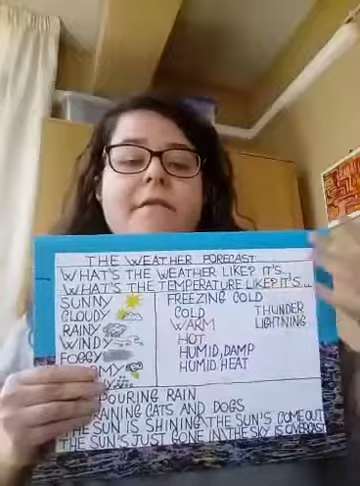 THE WEATHER FORECAST
WHAT'S THE WEATHER LIKE? IT'S...
WHAT'S THE TEMPERATURE LIKE? IT'S...
SUNNY
CLOUDY
RAINY
WINDY
FOGGY
FREEZING COLD
COLD
WARM
HOT
HUMID, DAMP
HUMID HEAT
THUNDER
LIGHTNING
POURING RAIN
RAINING CATS AND DOGS
SUN IS SHINING THE SUN'S COME OUT
THE SUN'S JUST GONE IN THE SKY IS OVERCAST